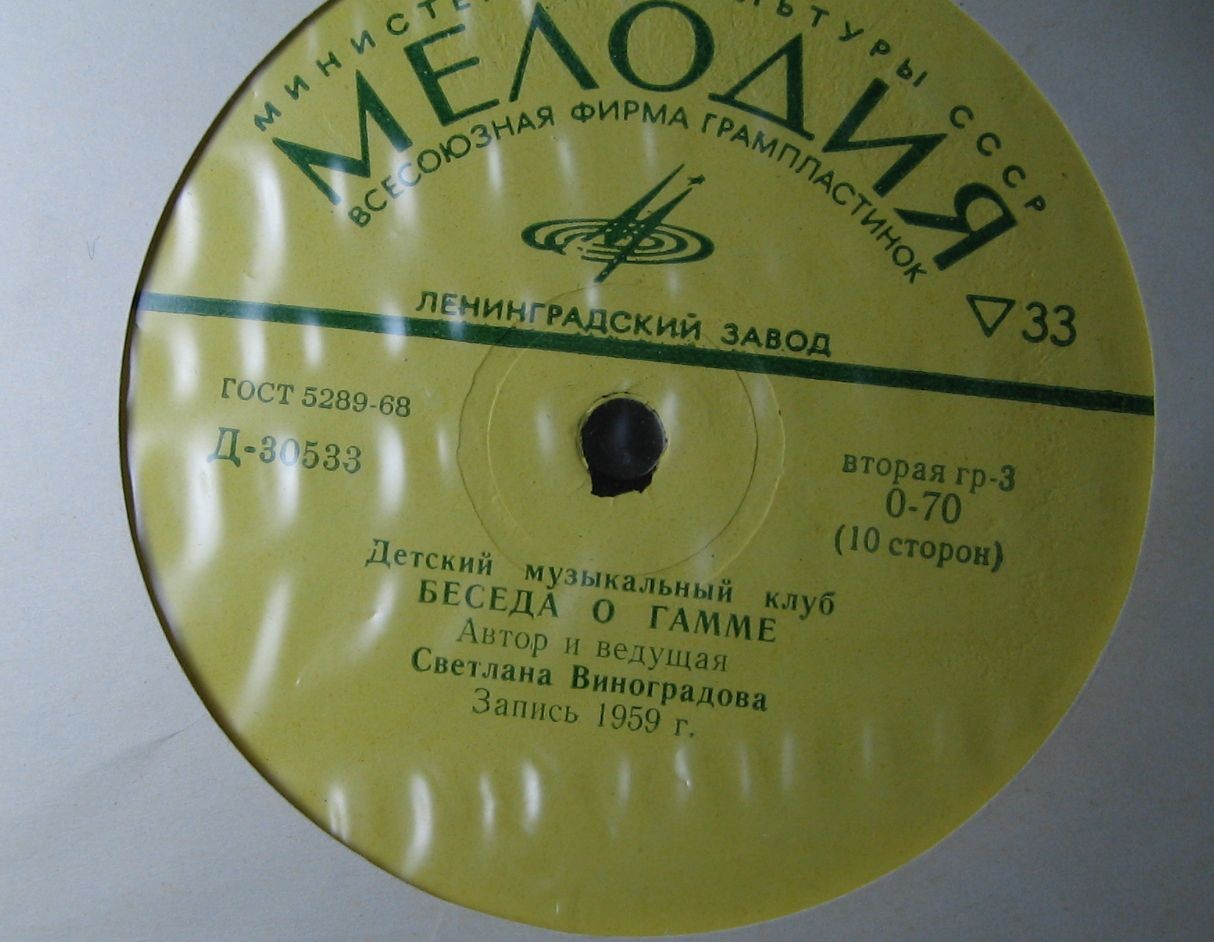 СССР
МЕЛОДИЯ
ВСЕСОЮЗНАЯ ФИРМА ГРАМПЛАСТИНОК
ЛЕНИНГРАДСКИЙ ЗАВОД
▽33
ГОСТ 5289-68
Д-30533
вторая гр-3
0-70
(10 сторон)
Детский музыкальный клуб
БЕСЕДА О ГАММЕ
Автор и ведущая
Светлана Виноградова
Запись 1959 г.